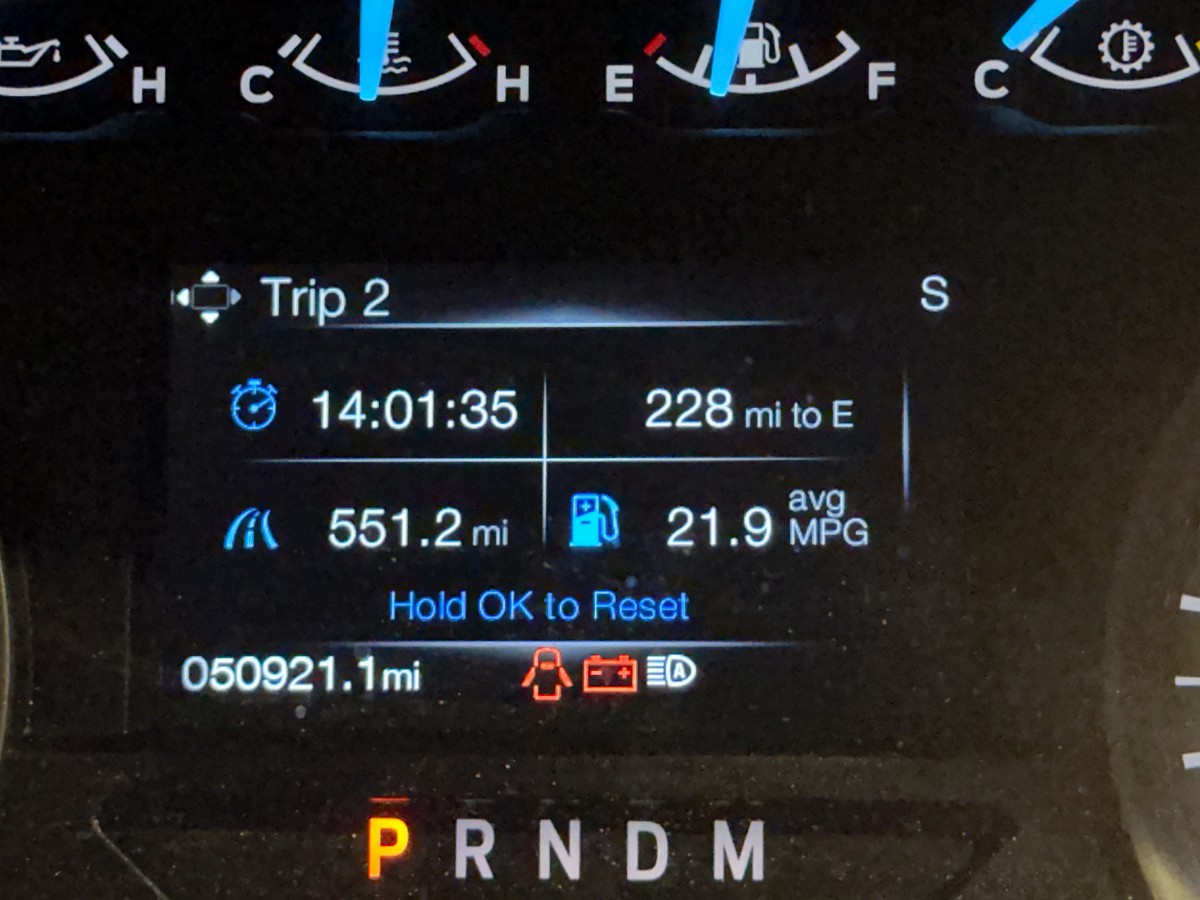 H C H E F C
Trip 2 S
14:01:35 228 mi to E
551.2 mi 21.9 avg MPG
Hold OK to Reset
050921.1mi A
P R N D M